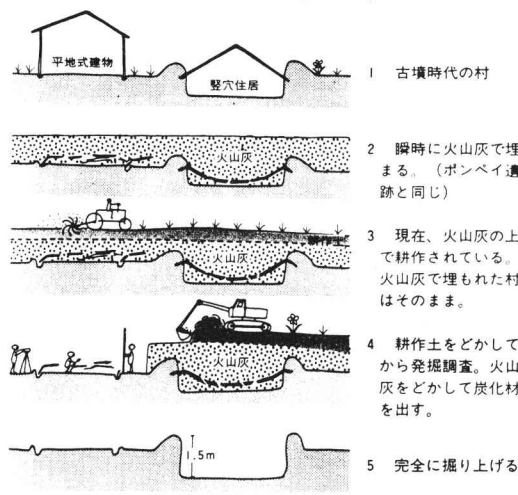 平地式建物
竪穴住居
1 古墳時代の村
火山灰
2 瞬時に火山灰で埋
まる。(ポンペイ遺
跡と同じ)
耕作土
火山灰
3 現在、火山灰の上
で耕作されている。
火山灰で埋もれた村
はそのまま。
火山灰
4 耕作土をどかして
から発掘調査。火山
灰をどかして炭化材
を出す。
1.5m
5 完全に掘り上げる